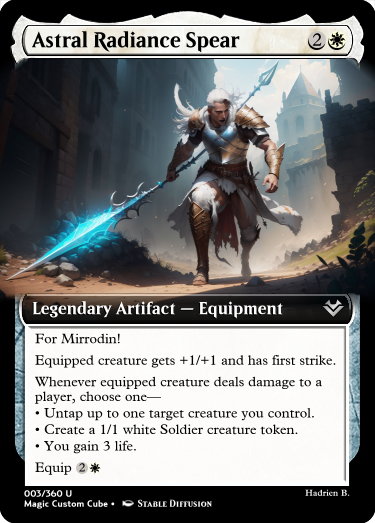 Astral Radiance Spear 2
Legendary Artifact — Equipment
For Mirrodin!
Equipped creature gets +1/+1 and has first strike.
Whenever equipped creature deals damage to a
player, choose one—
• Untap up to one target creature you control.
• Create a 1/1 white Soldier creature token.
• You gain 3 life.
Equip 2
003/360 U
Hadrien B.
Magic Custom Cube • Stable Diffusion